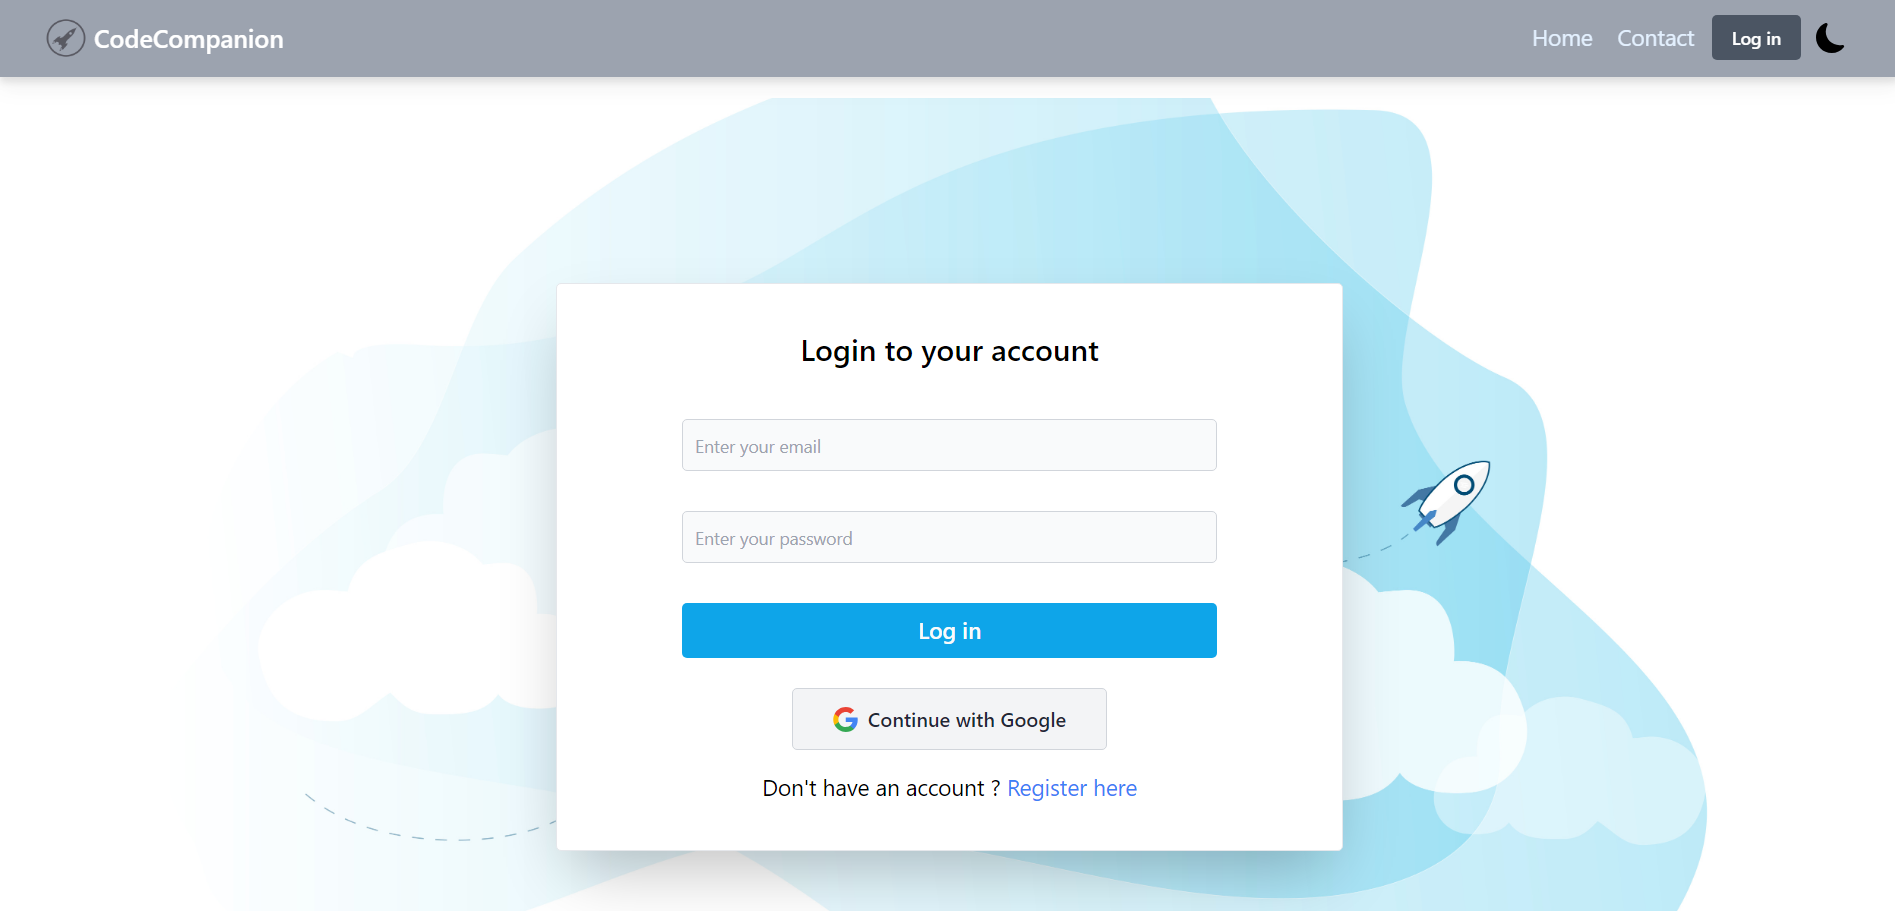 CodeCompanion
Home Contact Log in
Login to your account
Enter your email
Enter your password
Log in
Continue with Google
Don't have an account ? Register here